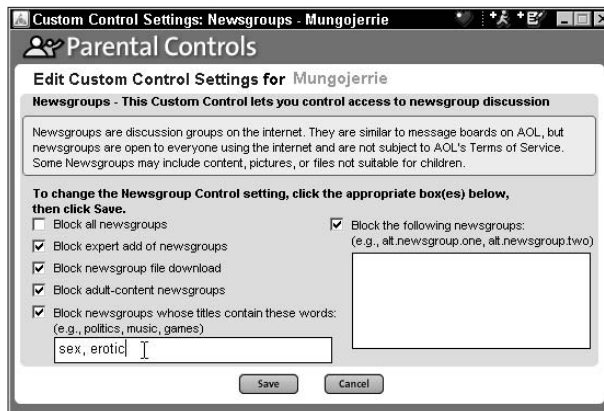 Custom Control Settings: Newsgroups - Mungojerrie
Parental Controls
Edit Custom Control Settings for Mungojerrie
Newsgroups - This Custom Control lets you control access to newsgroup discussion
Newsgroups are discussion groups on the internet. They are similar to message boards on AOL, but
newsgroups are open to everyone using the internet and are not subject to AOL's Terms of Service.
Some Newsgroups may include content, pictures, or files not suitable for children.
To change the Newsgroup Control setting, click the appropriate box(es) below,
then click Save.
Block all newsgroups
Block expert add of newsgroups
Block newsgroup file download
Block adult-content newsgroups
Block newsgroups whose titles contain these words:
(e.g., politics, music, games)
sex, erotic
Block the following newsgroups:
(e.g., alt.newsgroup.one, alt.newsgroup.two)
Save
Cancel